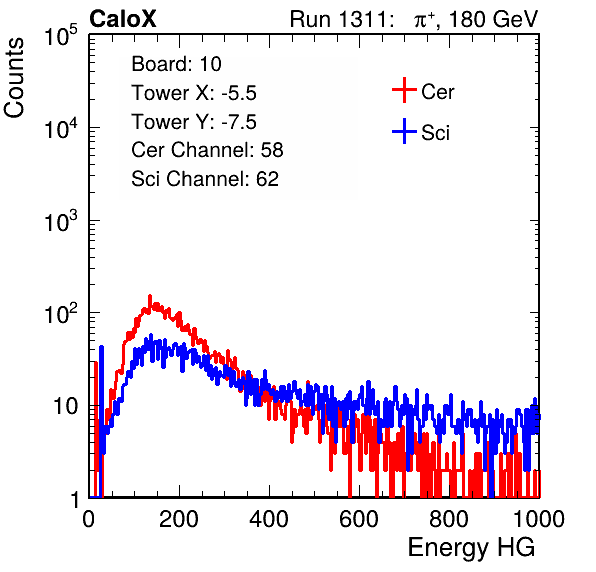 CaloX Run 1311: π⁺, 180 GeV
Board: 10
Tower X: -5.5
Tower Y: -7.5
Cer Channel: 58
Sci Channel: 62
Cer
Sci
Counts
10⁵
10⁴
10³
10²
10
1
0 200 400 600 800 1000
Energy HG